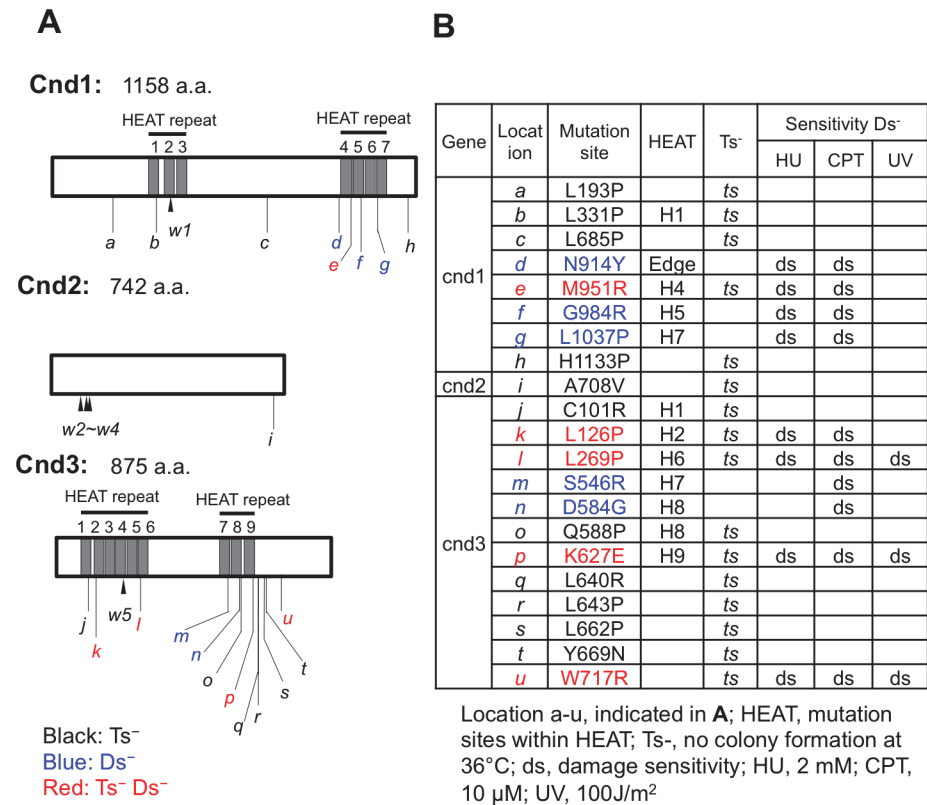 A
Cnd1: 1158 a.a.
HEAT repeat HEAT repeat
1 2 3 4 5 6 7
a b w1 c d e f g h
Cnd2: 742 a.a.
w2~w4 i
Cnd3: 875 a.a.
HEAT repeat HEAT repeat
1 2 3 4 5 6 7 8 9
j k w5 l m n o p q r s t u
Black: Ts⁻
Blue: Ds⁻
Red: Ts⁻ Ds⁻
B
Gene Location Mutation site HEAT Ts⁻ Sensitivity Ds⁻
HU CPT UV
cnd1
a L193P ts
b L331P H1 ts
c L685P ts
d N914Y Edge ds ds
e M951R H4 ts ds ds
f G984R H5 ds ds
g L1037P H7 ds ds
h H1133P ts
cnd2
i A708V ts
cnd3
j C101R H1 ts
k L126P H2 ts ds ds
l L269P H6 ts ds ds ds
m S546R H7 ds
n D584G H8 ds
o Q588P H8 ts
p K627E H9 ts ds ds ds
q L640R ts
r L643P ts
s L662P ts
t Y669N ts
u W717R ts ds ds ds
Location a-u, indicated in A; HEAT, mutation
sites within HEAT; Ts-, no colony formation at
36°C; ds, damage sensitivity; HU, 2 mM; CPT,
10 µM; UV, 100J/m²